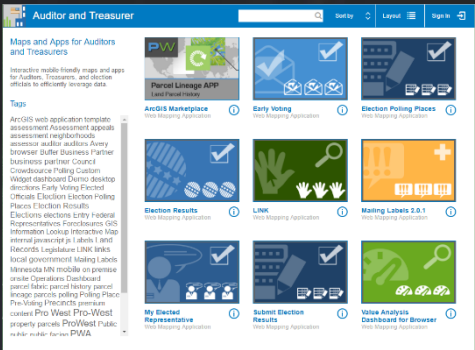 Auditor and Treasurer
Sort by
Layout
Sign In
Maps and Apps for Auditors
and Treasurers
Interactive mobile-friendly maps and apps
for Auditors, Treasurers, and election
officials to efficiently leverage data.
Tags
ArcGIS web application template
assessment Assessment appeals
assessment neighborhoods
assessor auditor auditors Avery
browser Buffer Business Partner
business partner Council
Crowdsource Polling Custom
Widget dashboard Demo desktop
directions Early Voting Elected
Officials Election Election Polling
Places Election Results
Elections elections Entry Federal
Representatives Foreclosures GIS
Information Lookup Interactive Map
internal javascript js Labels Land
Records Legislature LINK links
local government Mailing Labels
Minnesota MN mobile on premise
onsite Operations Dashboard
parcel fabric parcel history parcel
lineage parcels polling Polling Place
Pre-Voting Precincts premium
content Pro West Pro-West
property parcels ProWest Public
public public facing PWA
PW
Parcel Lineage APP
Land Parcel History
ArcGIS Marketplace
Web Mapping Application
Early Voting
Web Mapping Application
Election Polling Places
Web Mapping Application
Election Results
Web Mapping Application
LINK
Web Mapping Application
Mailing Labels 2.0.1
Web Mapping Application
My Elected
Representative
Web Mapping Application
Submit Election
Results
Web Mapping Application
Value Analysis
Dashboard for Browser
Web Mapping Application